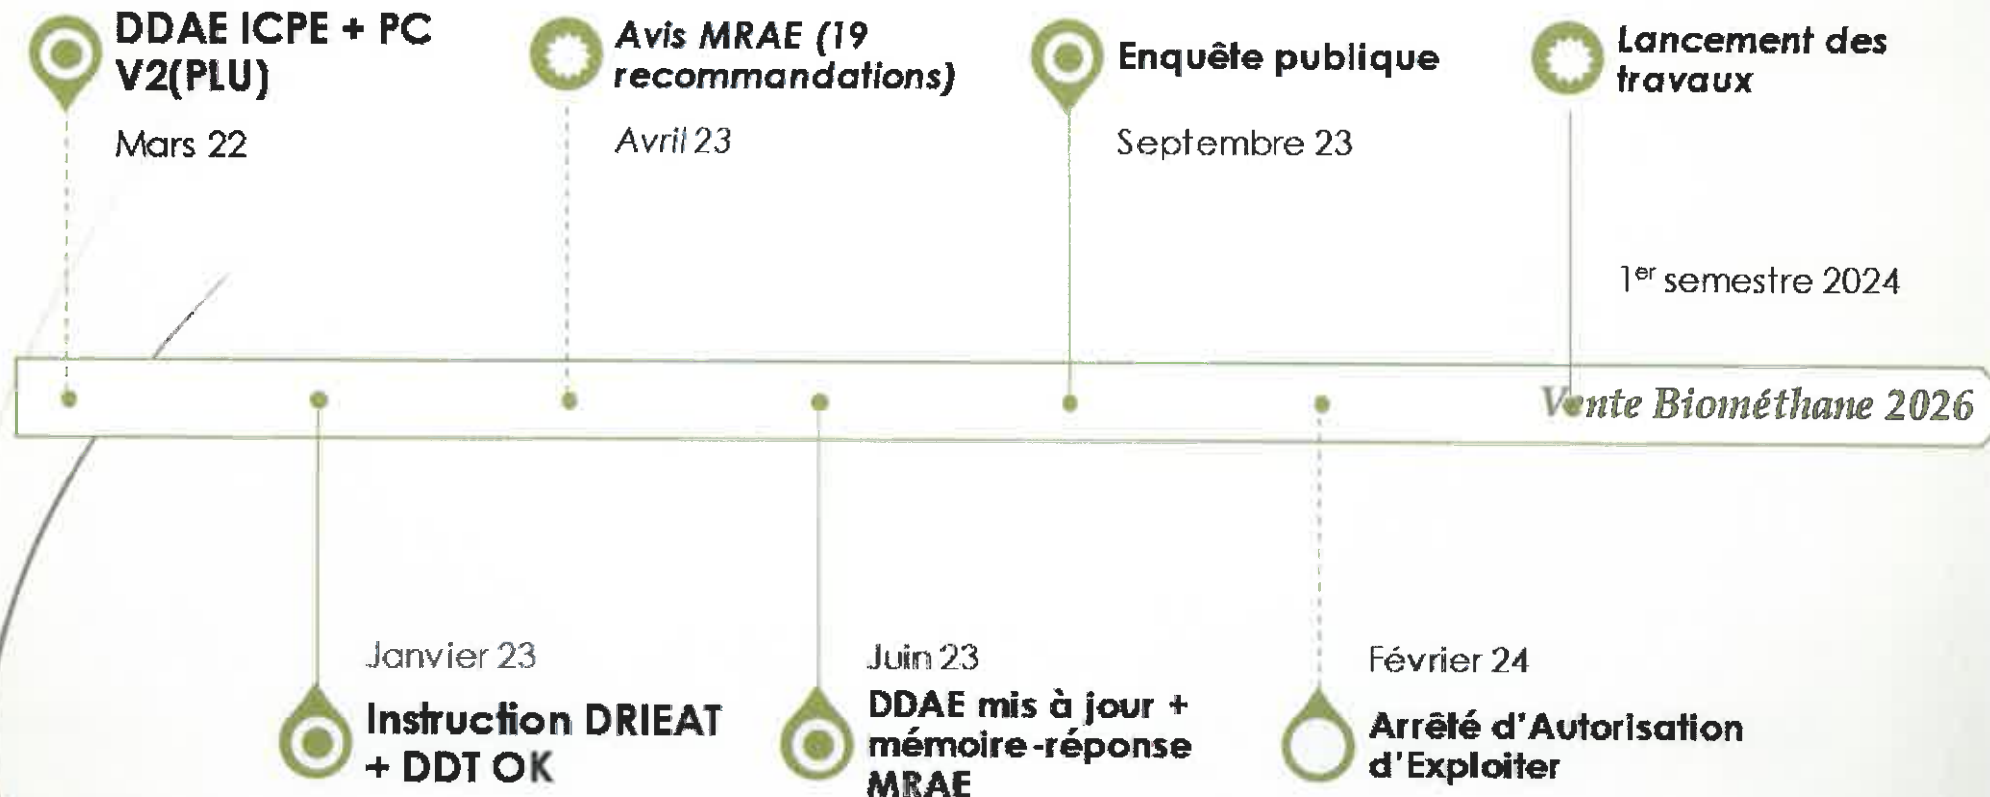 DDAE ICPE + PC
V2(PLU)
Mars 22
Avis MRAE (19
recommandations)
Avril 23
Enquête publique
Septembre 23
Lancement des
travaux
1er semestre 2024
Vente Biométhane 2026
Janvier 23
Instruction DRIEAT
+ DDT OK
Juin 23
DDAE mis à jour +
mémoire-réponse
MRAE
Février 24
Arrêté d'Autorisation
d'Exploiter